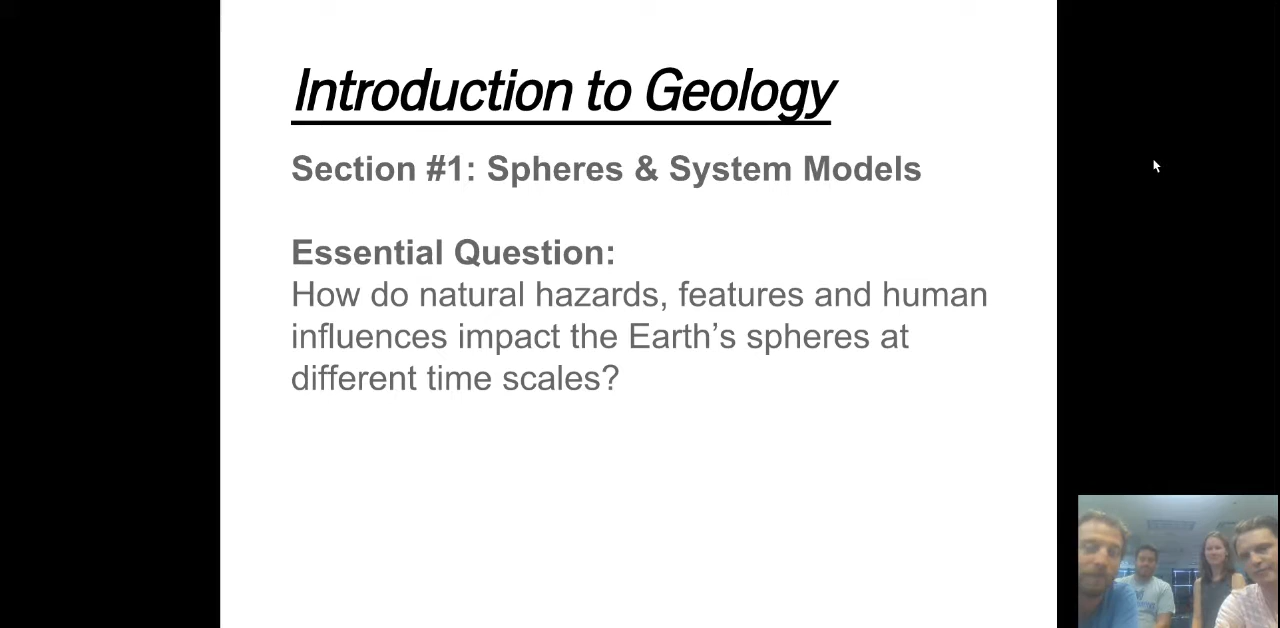 Introduction to Geology
Section #1: Spheres & System Models
Essential Question:
How do natural hazards, features and human
influences impact the Earth’s spheres at
different time scales?